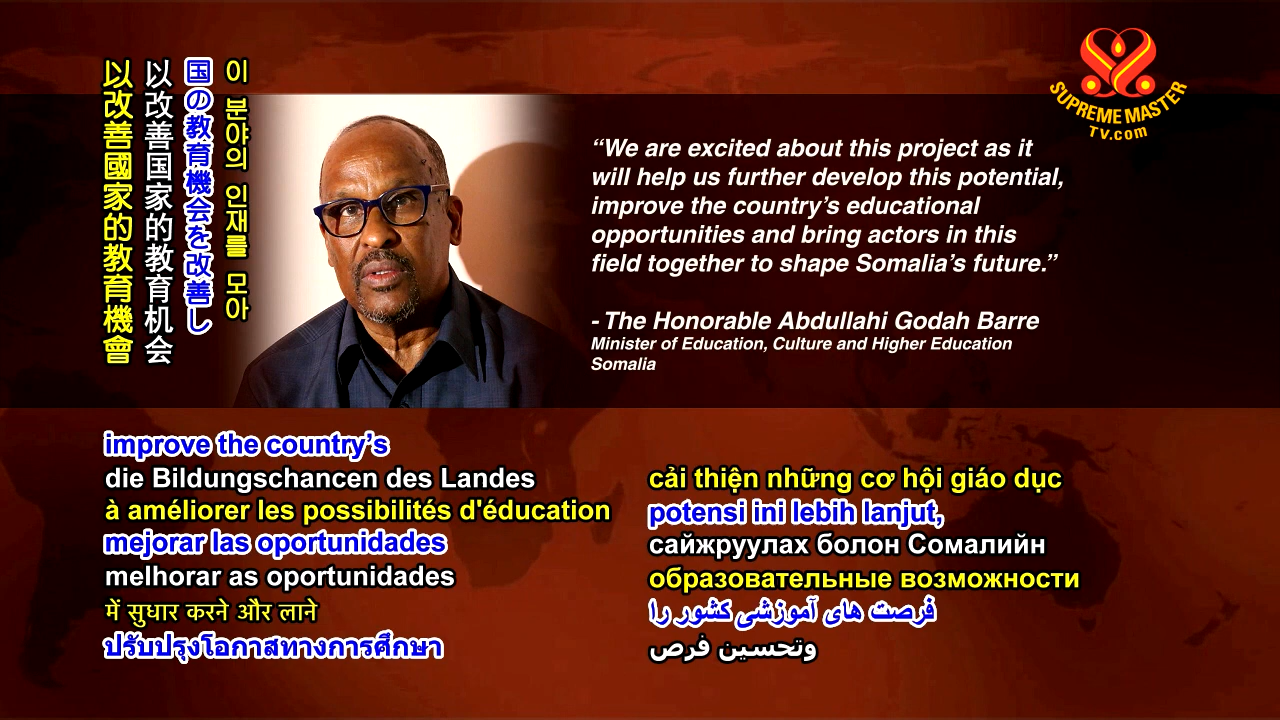 以改善國家的教育機會
以改善国家的教育机会
国の教育機会を改善し
이 분야의 인재를 모아
SUPREME MASTER
TV.com
“We are excited about this project as it
will help us further develop this potential,
improve the country’s educational
opportunities and bring actors in this
field together to shape Somalia’s future.”
- The Honorable Abdullahi Godah Barre
Minister of Education, Culture and Higher Education
Somalia
improve the country’s
die Bildungschancen des Landes
à améliorer les possibilités d'éducation
mejorar las oportunidades
melhorar as oportunidades
में सुधार करने और लाने
ปรับปรุงโอกาสทางการศึกษา
cải thiện những cơ hội giáo dục
potensi ini lebih lanjut,
сайжруулах болон Сомалийн
образовательные возможности
فرصت های آموزشی کشور را
وتحسين فرص